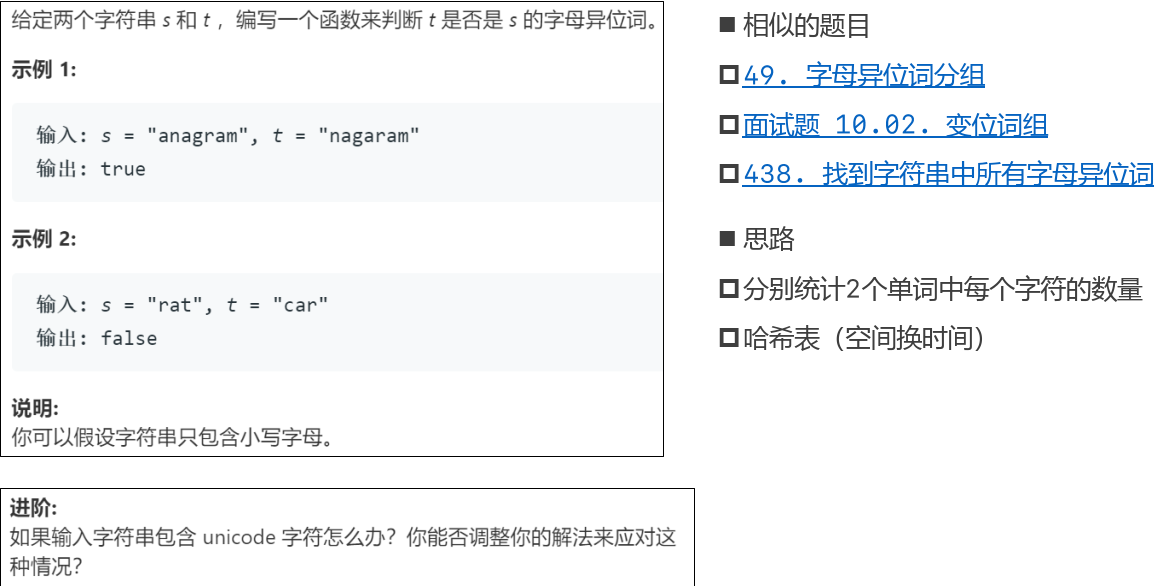 给定两个字符串 s 和 t ，编写一个函数来判断 t 是否是 s 的字母异位词。
示例 1:
输入: s = "anagram", t = "nagaram"
输出: true
示例 2:
输入: s = "rat", t = "car"
输出: false
说明:
你可以假设字符串只包含小写字母。
进阶:
如果输入字符串包含 unicode 字符怎么办？你能否调整你的解法来应对这
种情况？
■ 相似的题目
49. 字母异位词分组
面试题 10.02. 变位词组
438. 找到字符串中所有字母异位词
■ 思路
分别统计2个单词中每个字符的数量
哈希表（空间换时间）